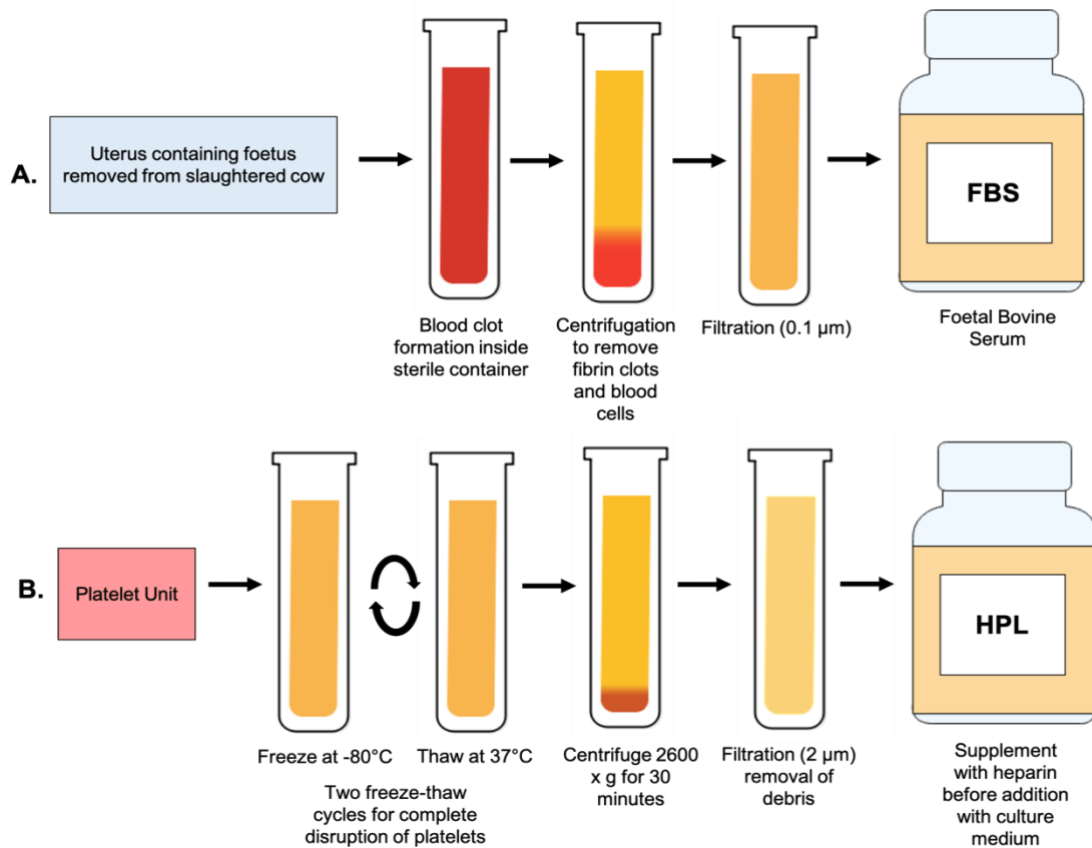 A.
Uterus containing foetus
removed from slaughtered cow
Blood clot
formation inside
sterile container
Centrifugation
to remove
fibrin clots
and blood
cells
Filtration (0.1 µm)
FBS
Foetal Bovine
Serum
B.
Platelet Unit
Freeze at -80°C
Thaw at 37°C
Two freeze-thaw
cycles for complete
disruption of platelets
Centrifuge 2600
x g for 30
minutes
Filtration (2 µm)
removal of
debris
HPL
Supplement
with heparin
before addition
with culture
medium